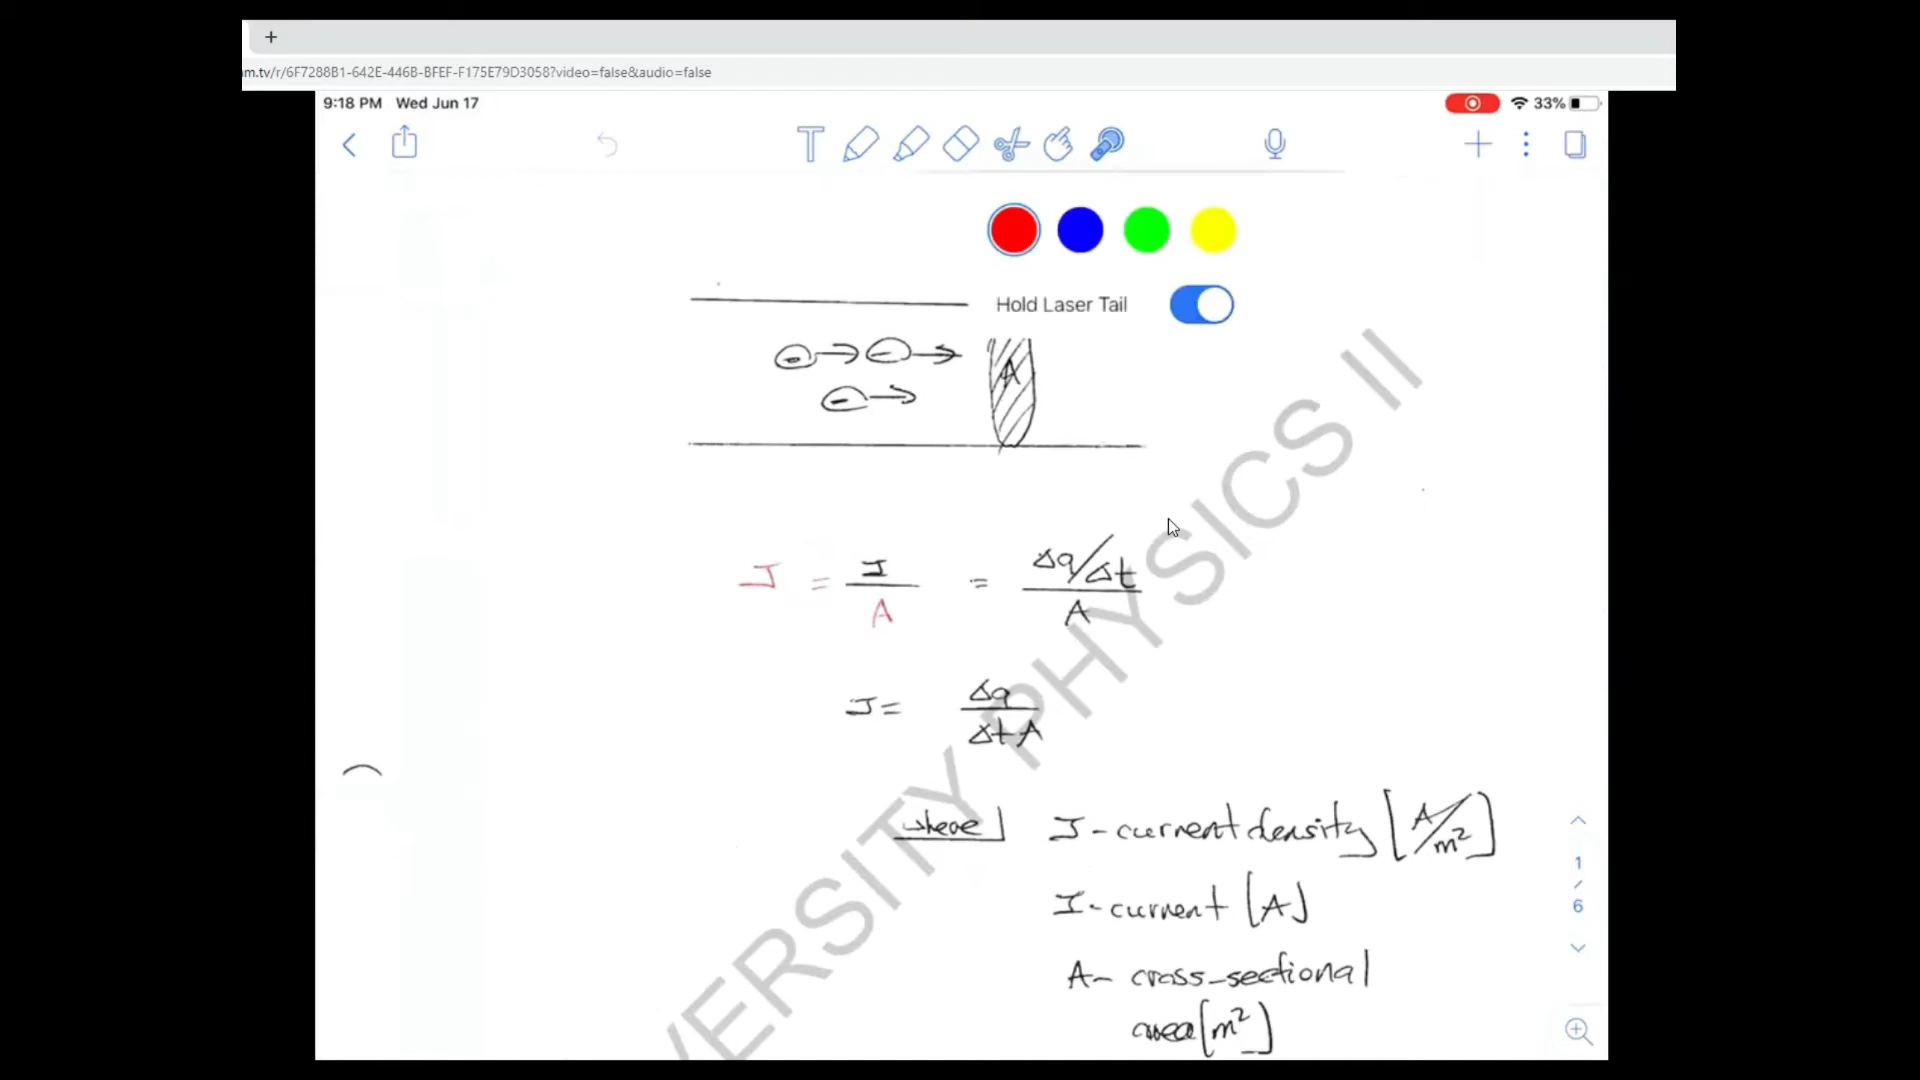 +
m.tv/r/6F7288B1-642E-446B-BFEF-F175E79D3058?video=false&audio=false
9:18 PM Wed Jun 17
33%
T
Hold Laser Tail
A
J = I/A = Δq/Δt/A
J = Δq/ΔtA
where J - current density [A/m²]
I - current [A]
A - cross-sectional
area [m²]
1
/
6
VERSITY PHYSICS II